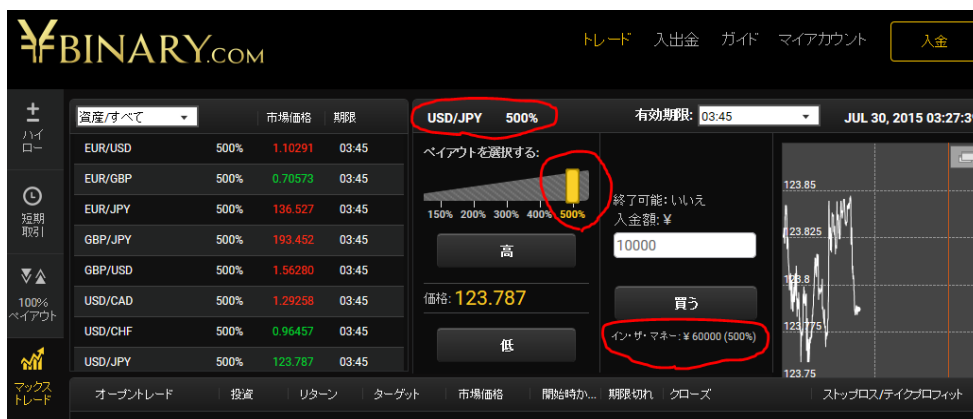 ¥BINARY.COM
トレード 入出金 ガイド マイアカウント 入金
ハイ
ロー
短期
取引
100%
ペイアウト
マックス
トレード
資産/すべて 市場価格 期限
EUR/USD 500% 1.10291 03:45
EUR/GBP 500% 0.70573 03:45
EUR/JPY 500% 136.527 03:45
GBP/JPY 500% 193.452 03:45
GBP/USD 500% 1.56280 03:45
USD/CAD 500% 1.29258 03:45
USD/CHF 500% 0.96457 03:45
USD/JPY 500% 123.787 03:45
USD/JPY 500% 有効期限: 03:45 JUL 30, 2015 03:27:39
ペイアウトを選択する:
150% 200% 300% 400% 500%
高
価格: 123.787
低
終了可能: いいえ
入金額: ¥
10000
買う
イン・ザ・マネー: ¥ 60000 (500%)
123.85
123.825
123.8
123.775
123.75
オープントレード 投資 リターン ターゲット 市場価格 開始時か... 期限切れ クローズ ストップロス/テイクプロフィット